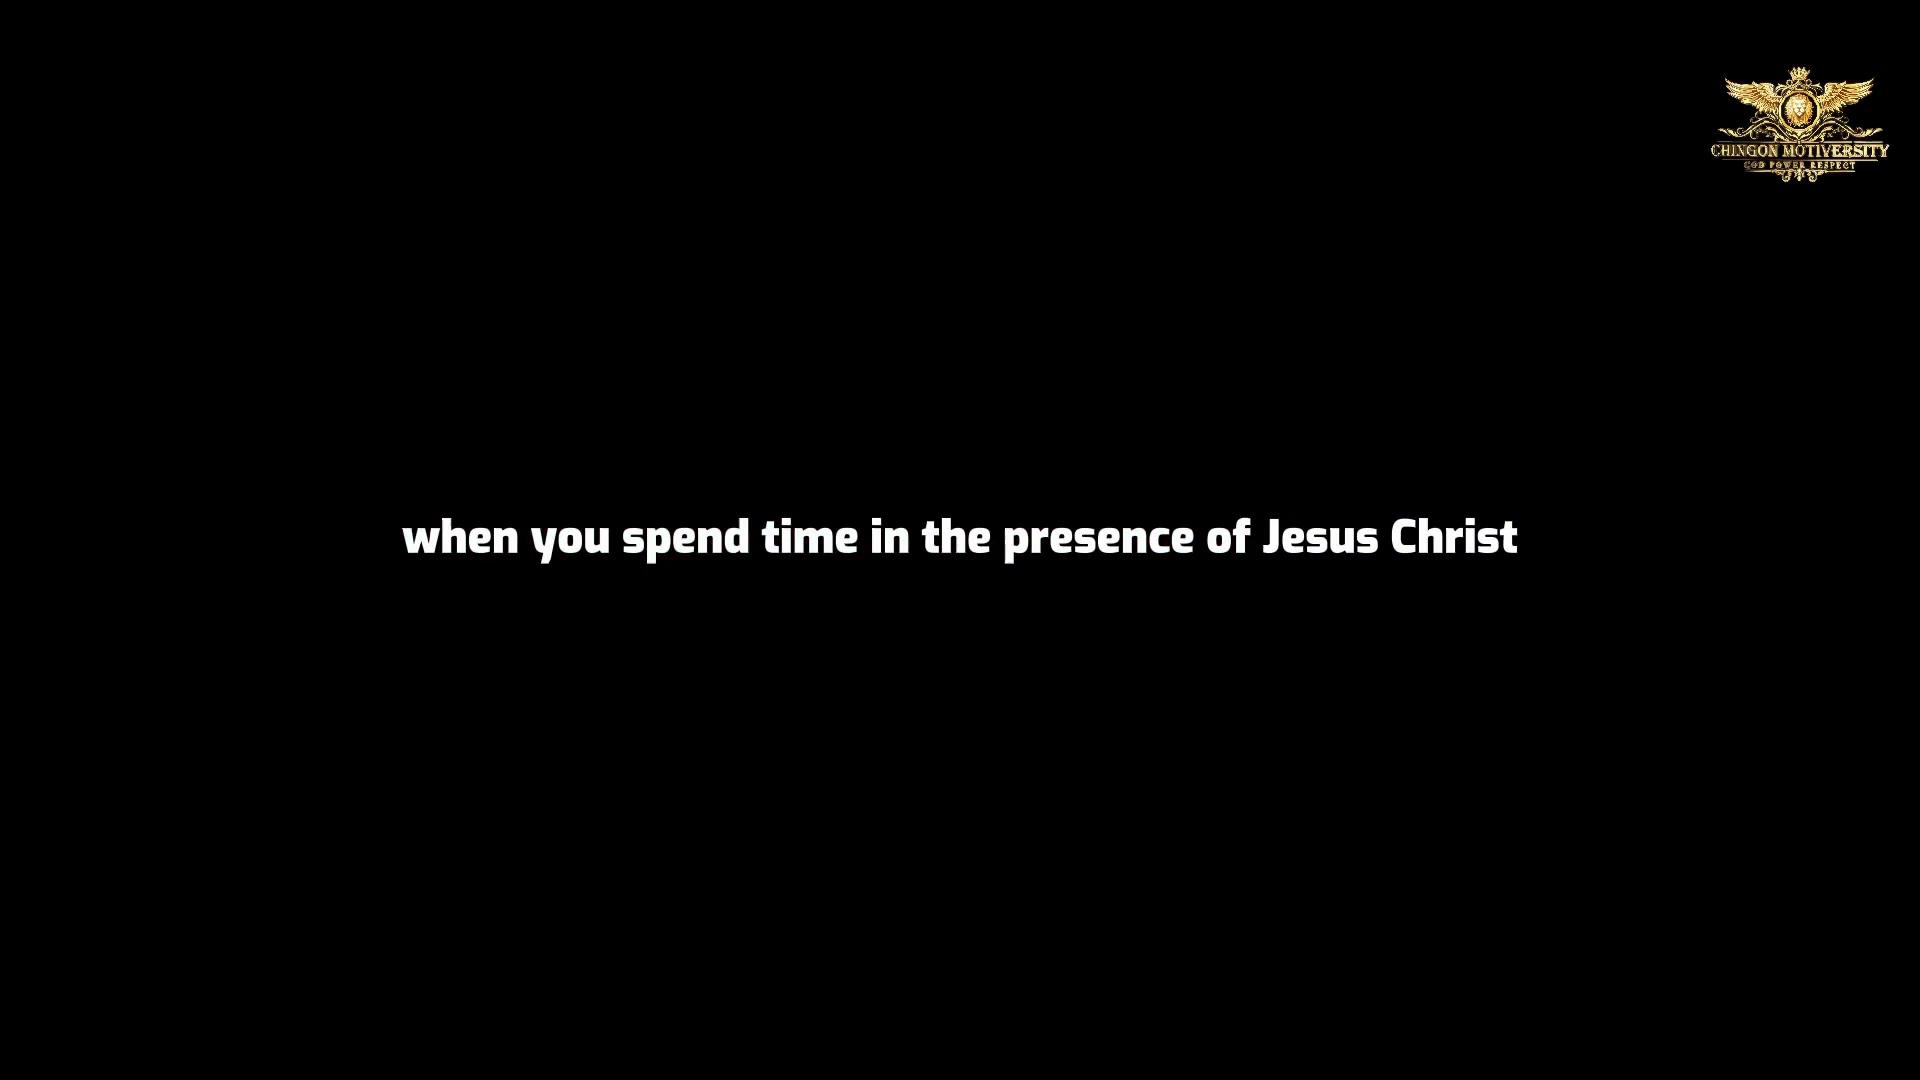 CHINGON MOTIVERSITY
GOD POWER RESPECT
when you spend time in the presence of Jesus Christ